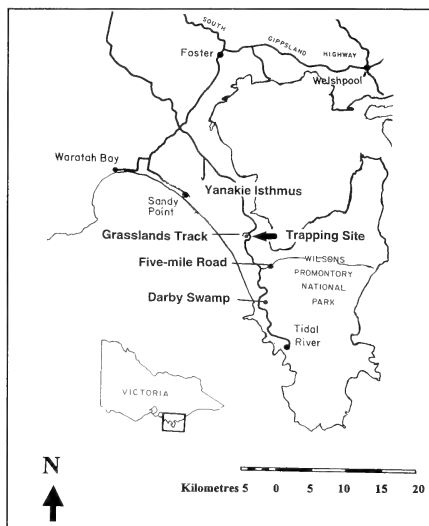 SOUTH GIPPSLAND HIGHWAY
Foster
Welshpool
Waratah Bay
Yanakie Isthmus
Sandy
Point
Grasslands Track
Trapping Site
Five-mile Road
WILSONS
PROMONTORY
NATIONAL
PARK
Darby Swamp
Tidal
River
VICTORIA
N
Kilometres 5 0 5 10 15 20